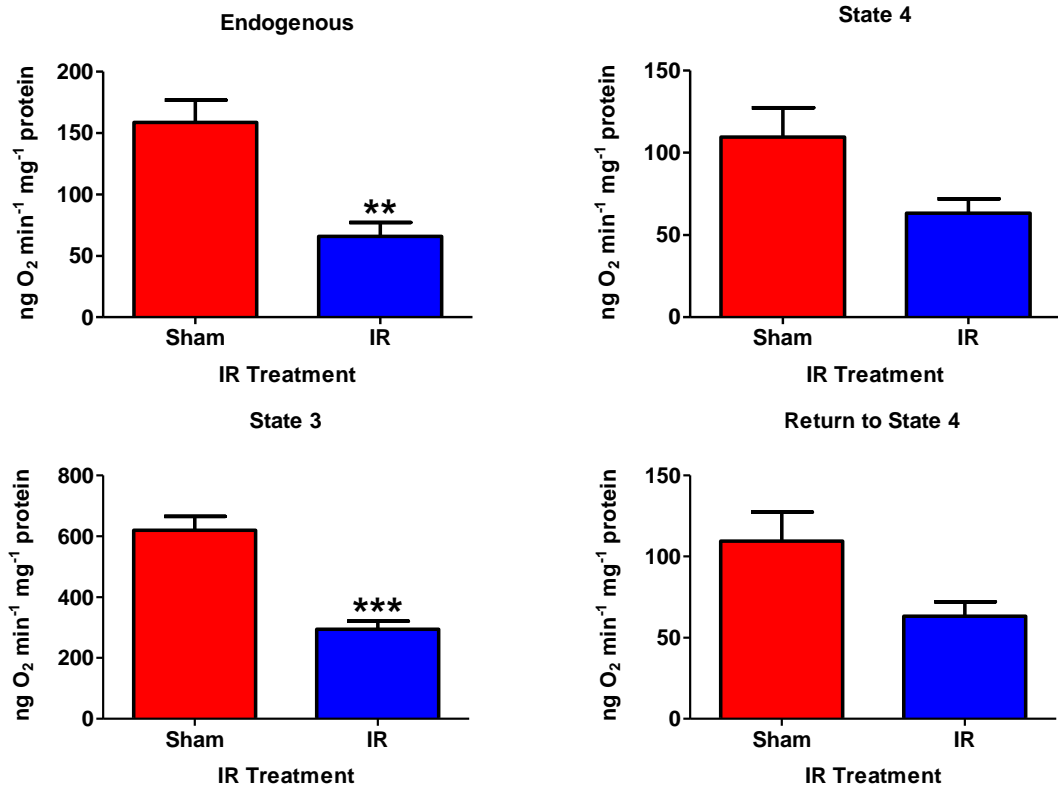 Endogenous
ng O₂ min⁻¹ mg⁻¹ protein
200
150
100
50
0
**
Sham IR
IR Treatment
State 4
ng O₂ min⁻¹ mg⁻¹ protein
150
100
50
0
Sham IR
IR Treatment
State 3
ng O₂ min⁻¹ mg⁻¹ protein
800
600
400
200
0
***
Sham IR
IR Treatment
Return to State 4
ng O₂ min⁻¹ mg⁻¹ protein
150
100
50
0
Sham IR
IR Treatment